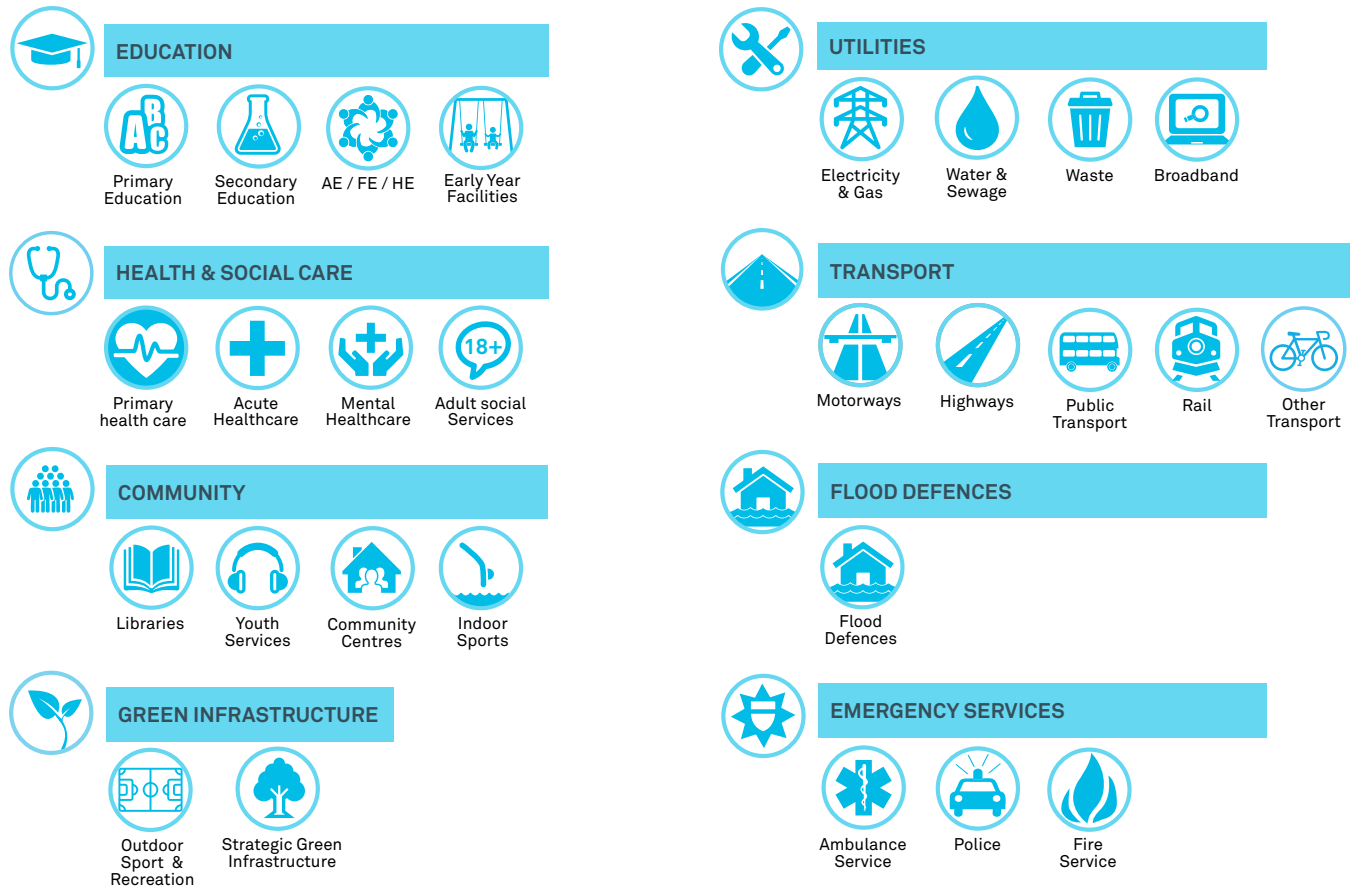 EDUCATION
Primary
Education
Secondary
Education
AE / FE / HE
Early Year
Facilities
HEALTH & SOCIAL CARE
18+
Primary
health care
Acute
Healthcare
Mental
Healthcare
Adult social
Services
COMMUNITY
Libraries
Youth
Services
Community
Centres
Indoor
Sports
GREEN INFRASTRUCTURE
Outdoor
Sport &
Recreation
Strategic Green
Infrastructure
UTILITIES
Electricity
& Gas
Water &
Sewage
Waste
Broadband
TRANSPORT
Motorways
Highways
Public
Transport
Rail
Other
Transport
FLOOD DEFENCES
Flood
Defences
EMERGENCY SERVICES
Ambulance
Service
Police
Fire
Service
ABC